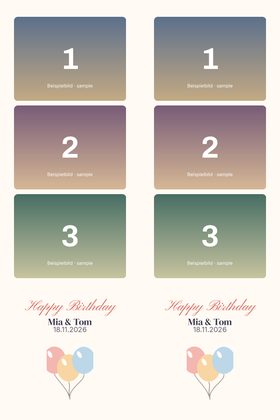 1
Beispielbild - sample
2
Beispielbild - sample
3
Beispielbild - sample
Happy Birthday
Mia & Tom
18.11.2026
1
Beispielbild - sample
2
Beispielbild - sample
3
Beispielbild - sample
Happy Birthday
Mia & Tom
18.11.2026